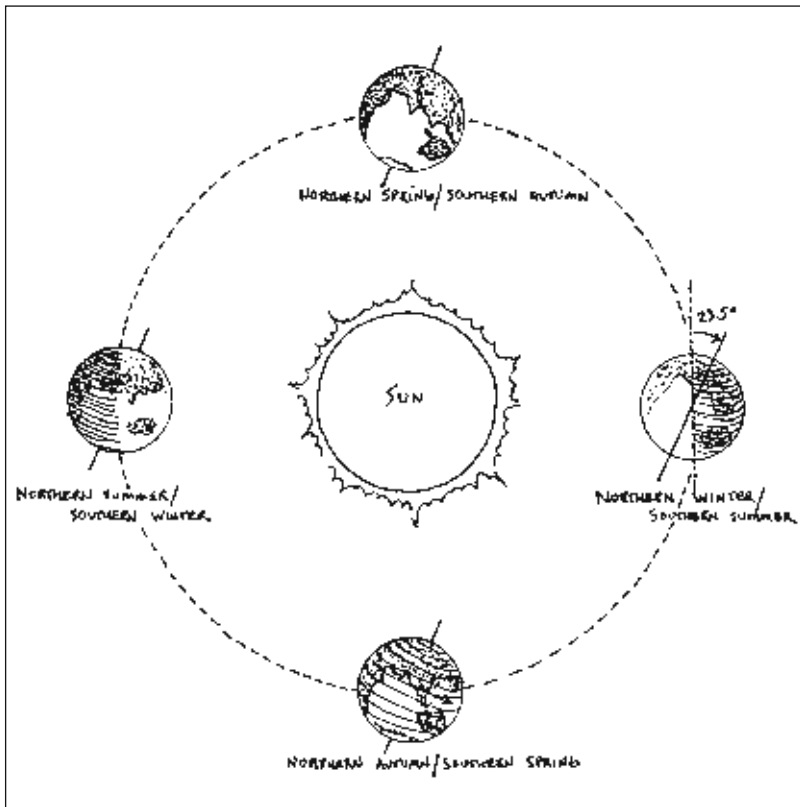 NORTHERN SPRING/SOUTHERN AUTUMN
23.5°
SUN
NORTHERN SUMMER/
SOUTHERN WINTER.
NORTHERN WINTER/
SOUTHERN SUMMER.
NORTHERN AUTUMN/SOUTHERN SPRING